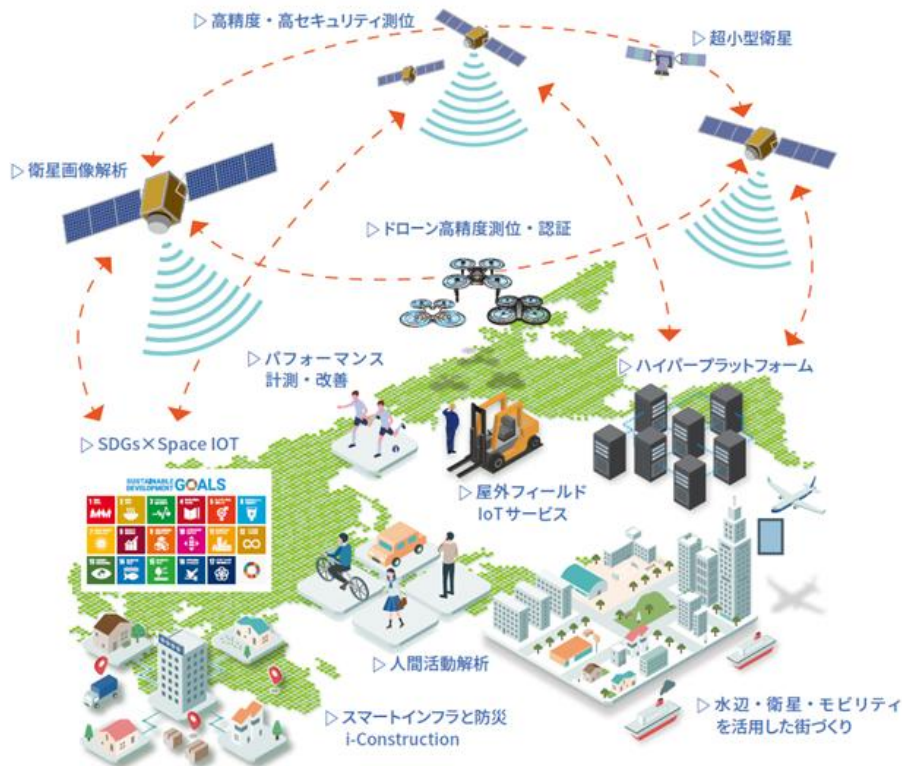 ▷高精度・高セキュリティ測位
▷超小型衛星
▷衛星画像解析
▷ドローン高精度測位・認証
▷パフォーマンス
計測・改善
▷ハイパープラットフォーム
▷SDGs×Space IOT
SUSTAINABLE
DEVELOPMENT GOALS
▷屋外フィールド
IoTサービス
▷人間活動解析
▷スマートインフラと防災
i-Construction
▷水辺・衛星・モビリティ
を活用した街づくり